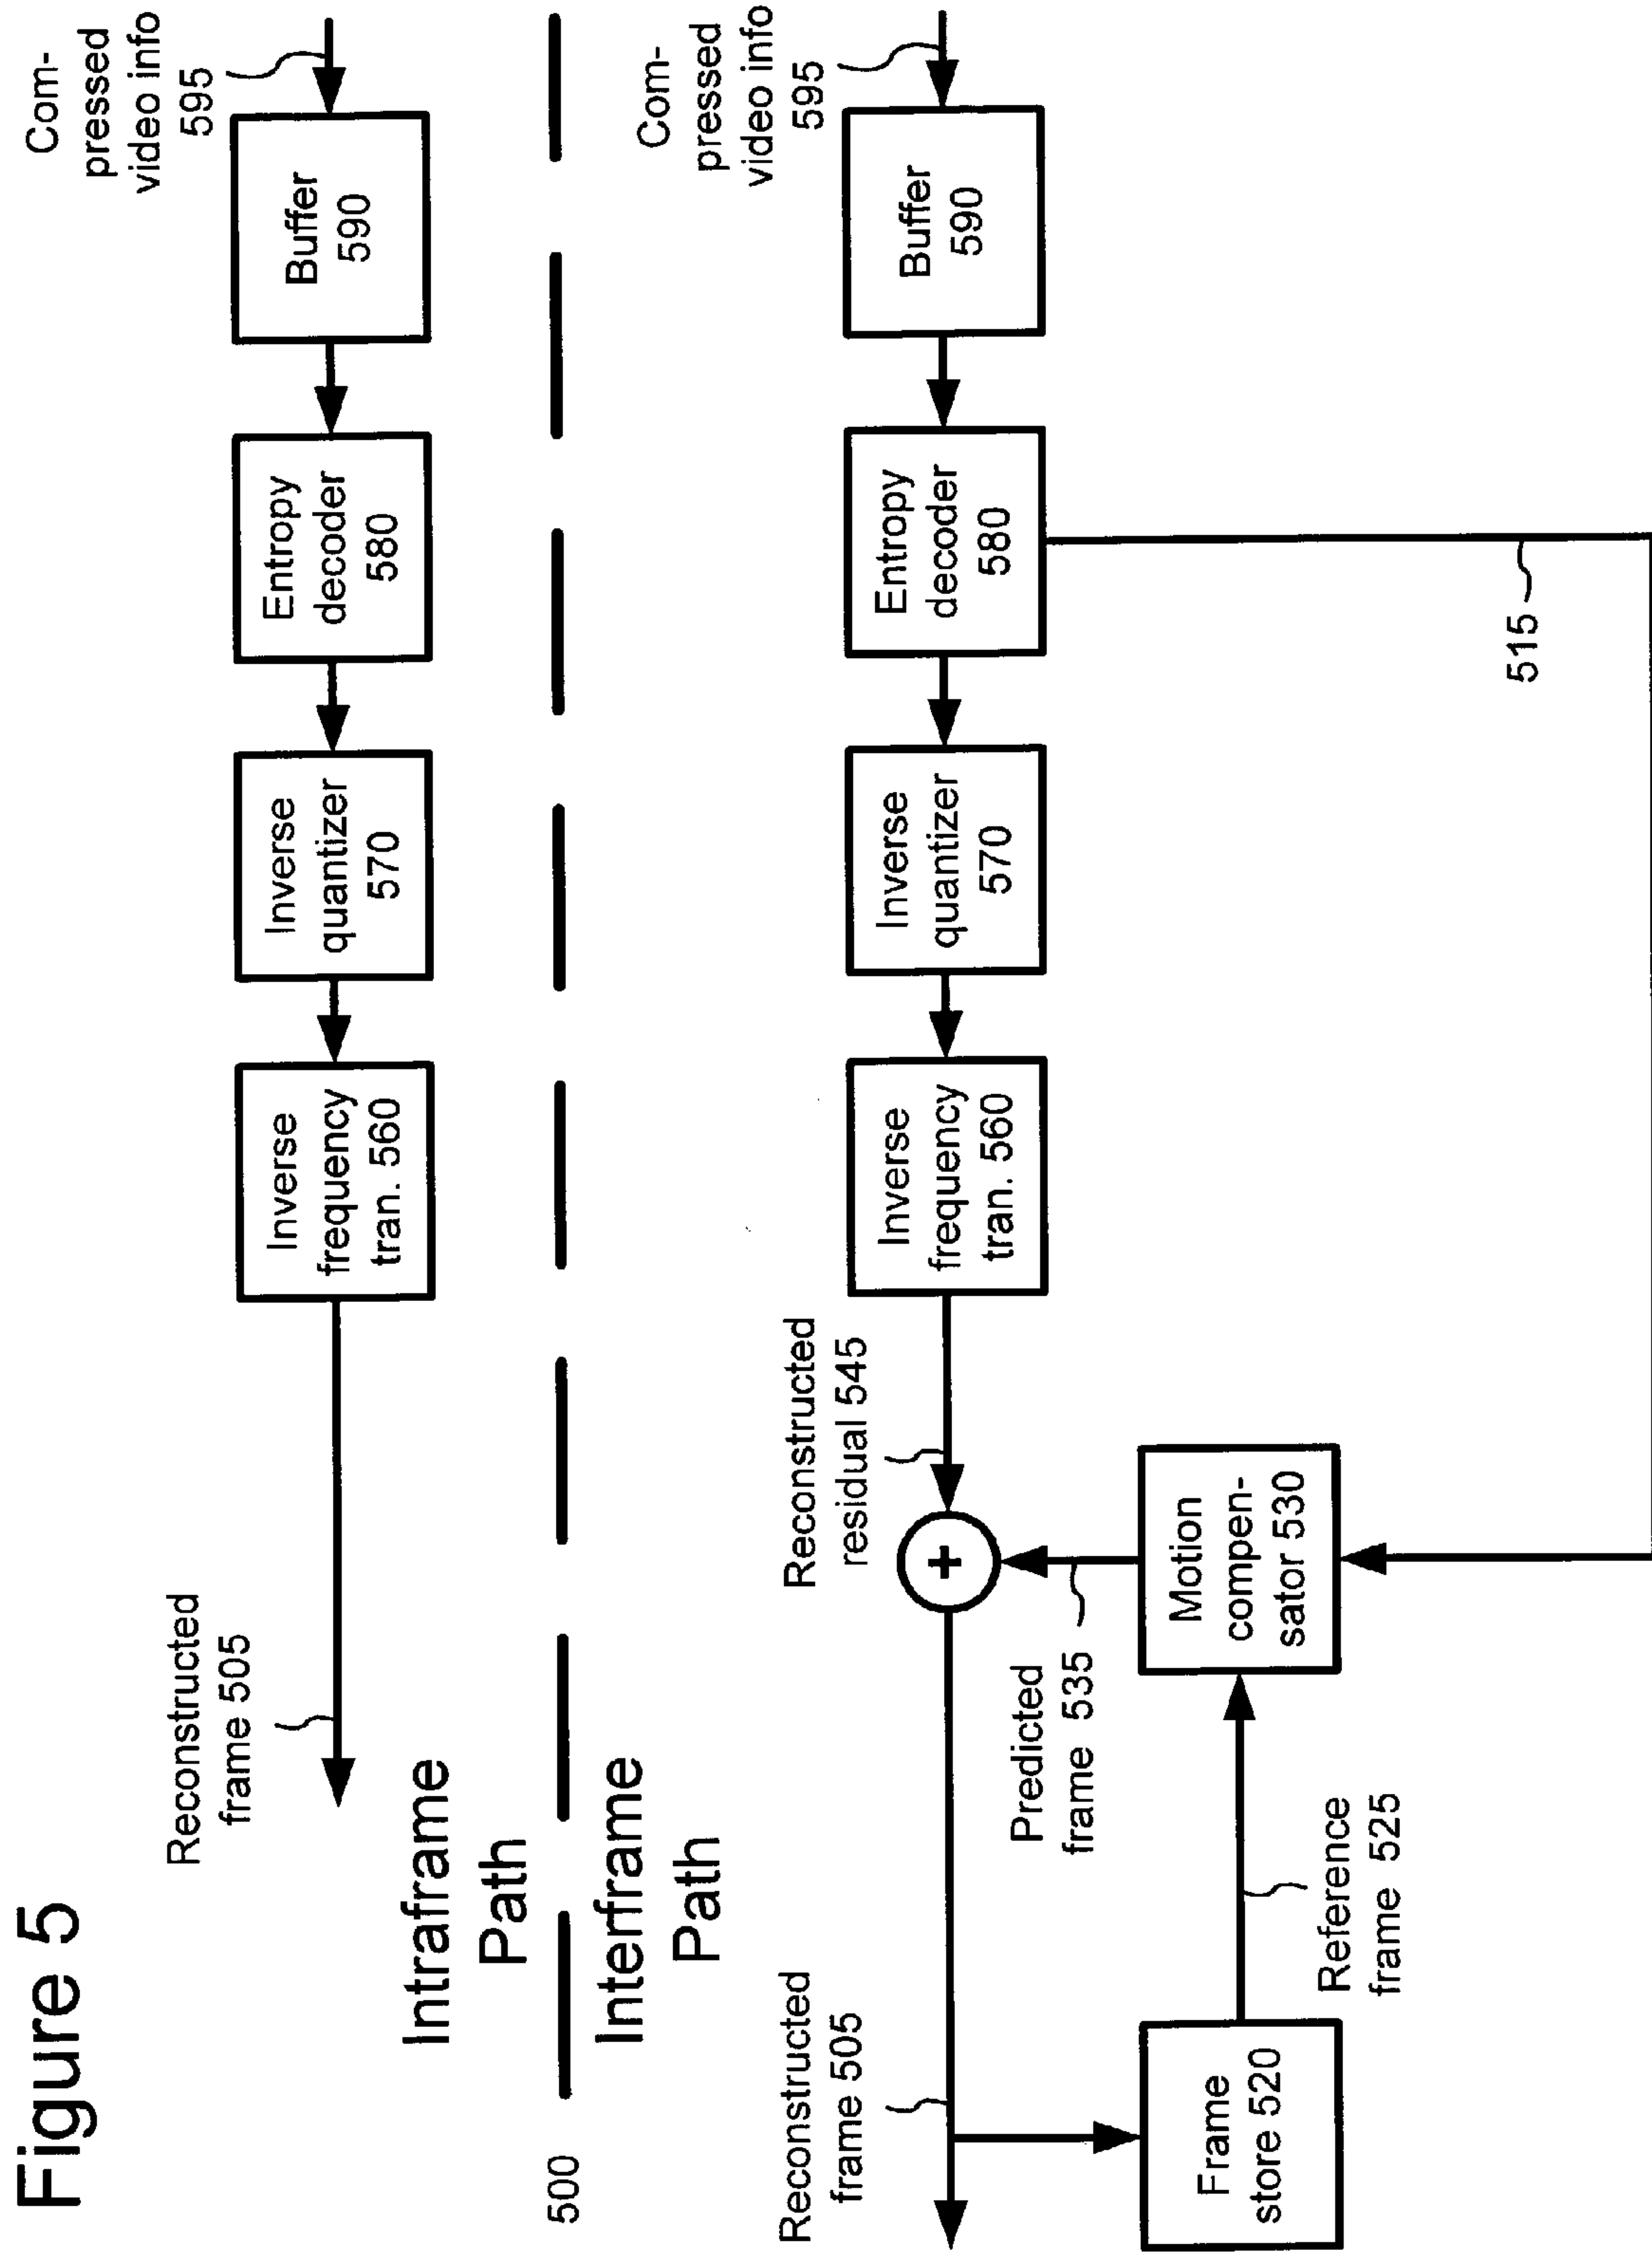 Figure 5
Reconstructed
frame 505
Inverse
frequency
tran. 560
Inverse
quantizer
570
Entropy
decoder
580
Buffer
590
Com-
pressed
video info
595
Intraframe
Path
500
Interframe
Path
Reconstructed
frame 505
Reconstructed
residual 545
+
Inverse
frequency
tran. 560
Inverse
quantizer
570
Entropy
decoder
580
Buffer
590
Com-
pressed
video info
595
Predicted
frame 535
Frame
store 520
Reference
frame 525
Motion
compen-
sator 530
515